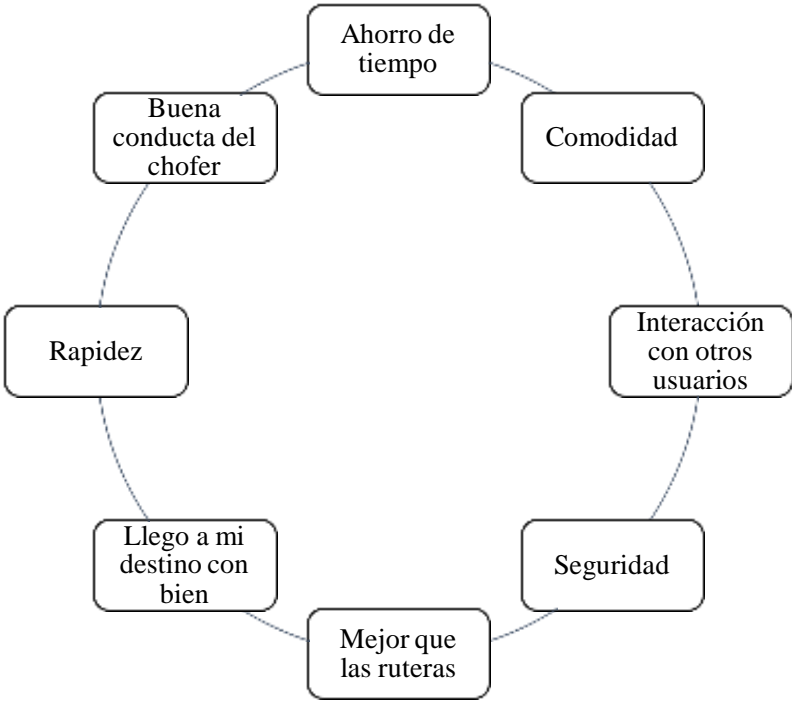 Ahorro de
tiempo
Comodidad
Interacción
con otros
usuarios
Seguridad
Mejor que
las ruteras
Llego a mi
destino con
bien
Rapidez
Buena
conducta del
chofer